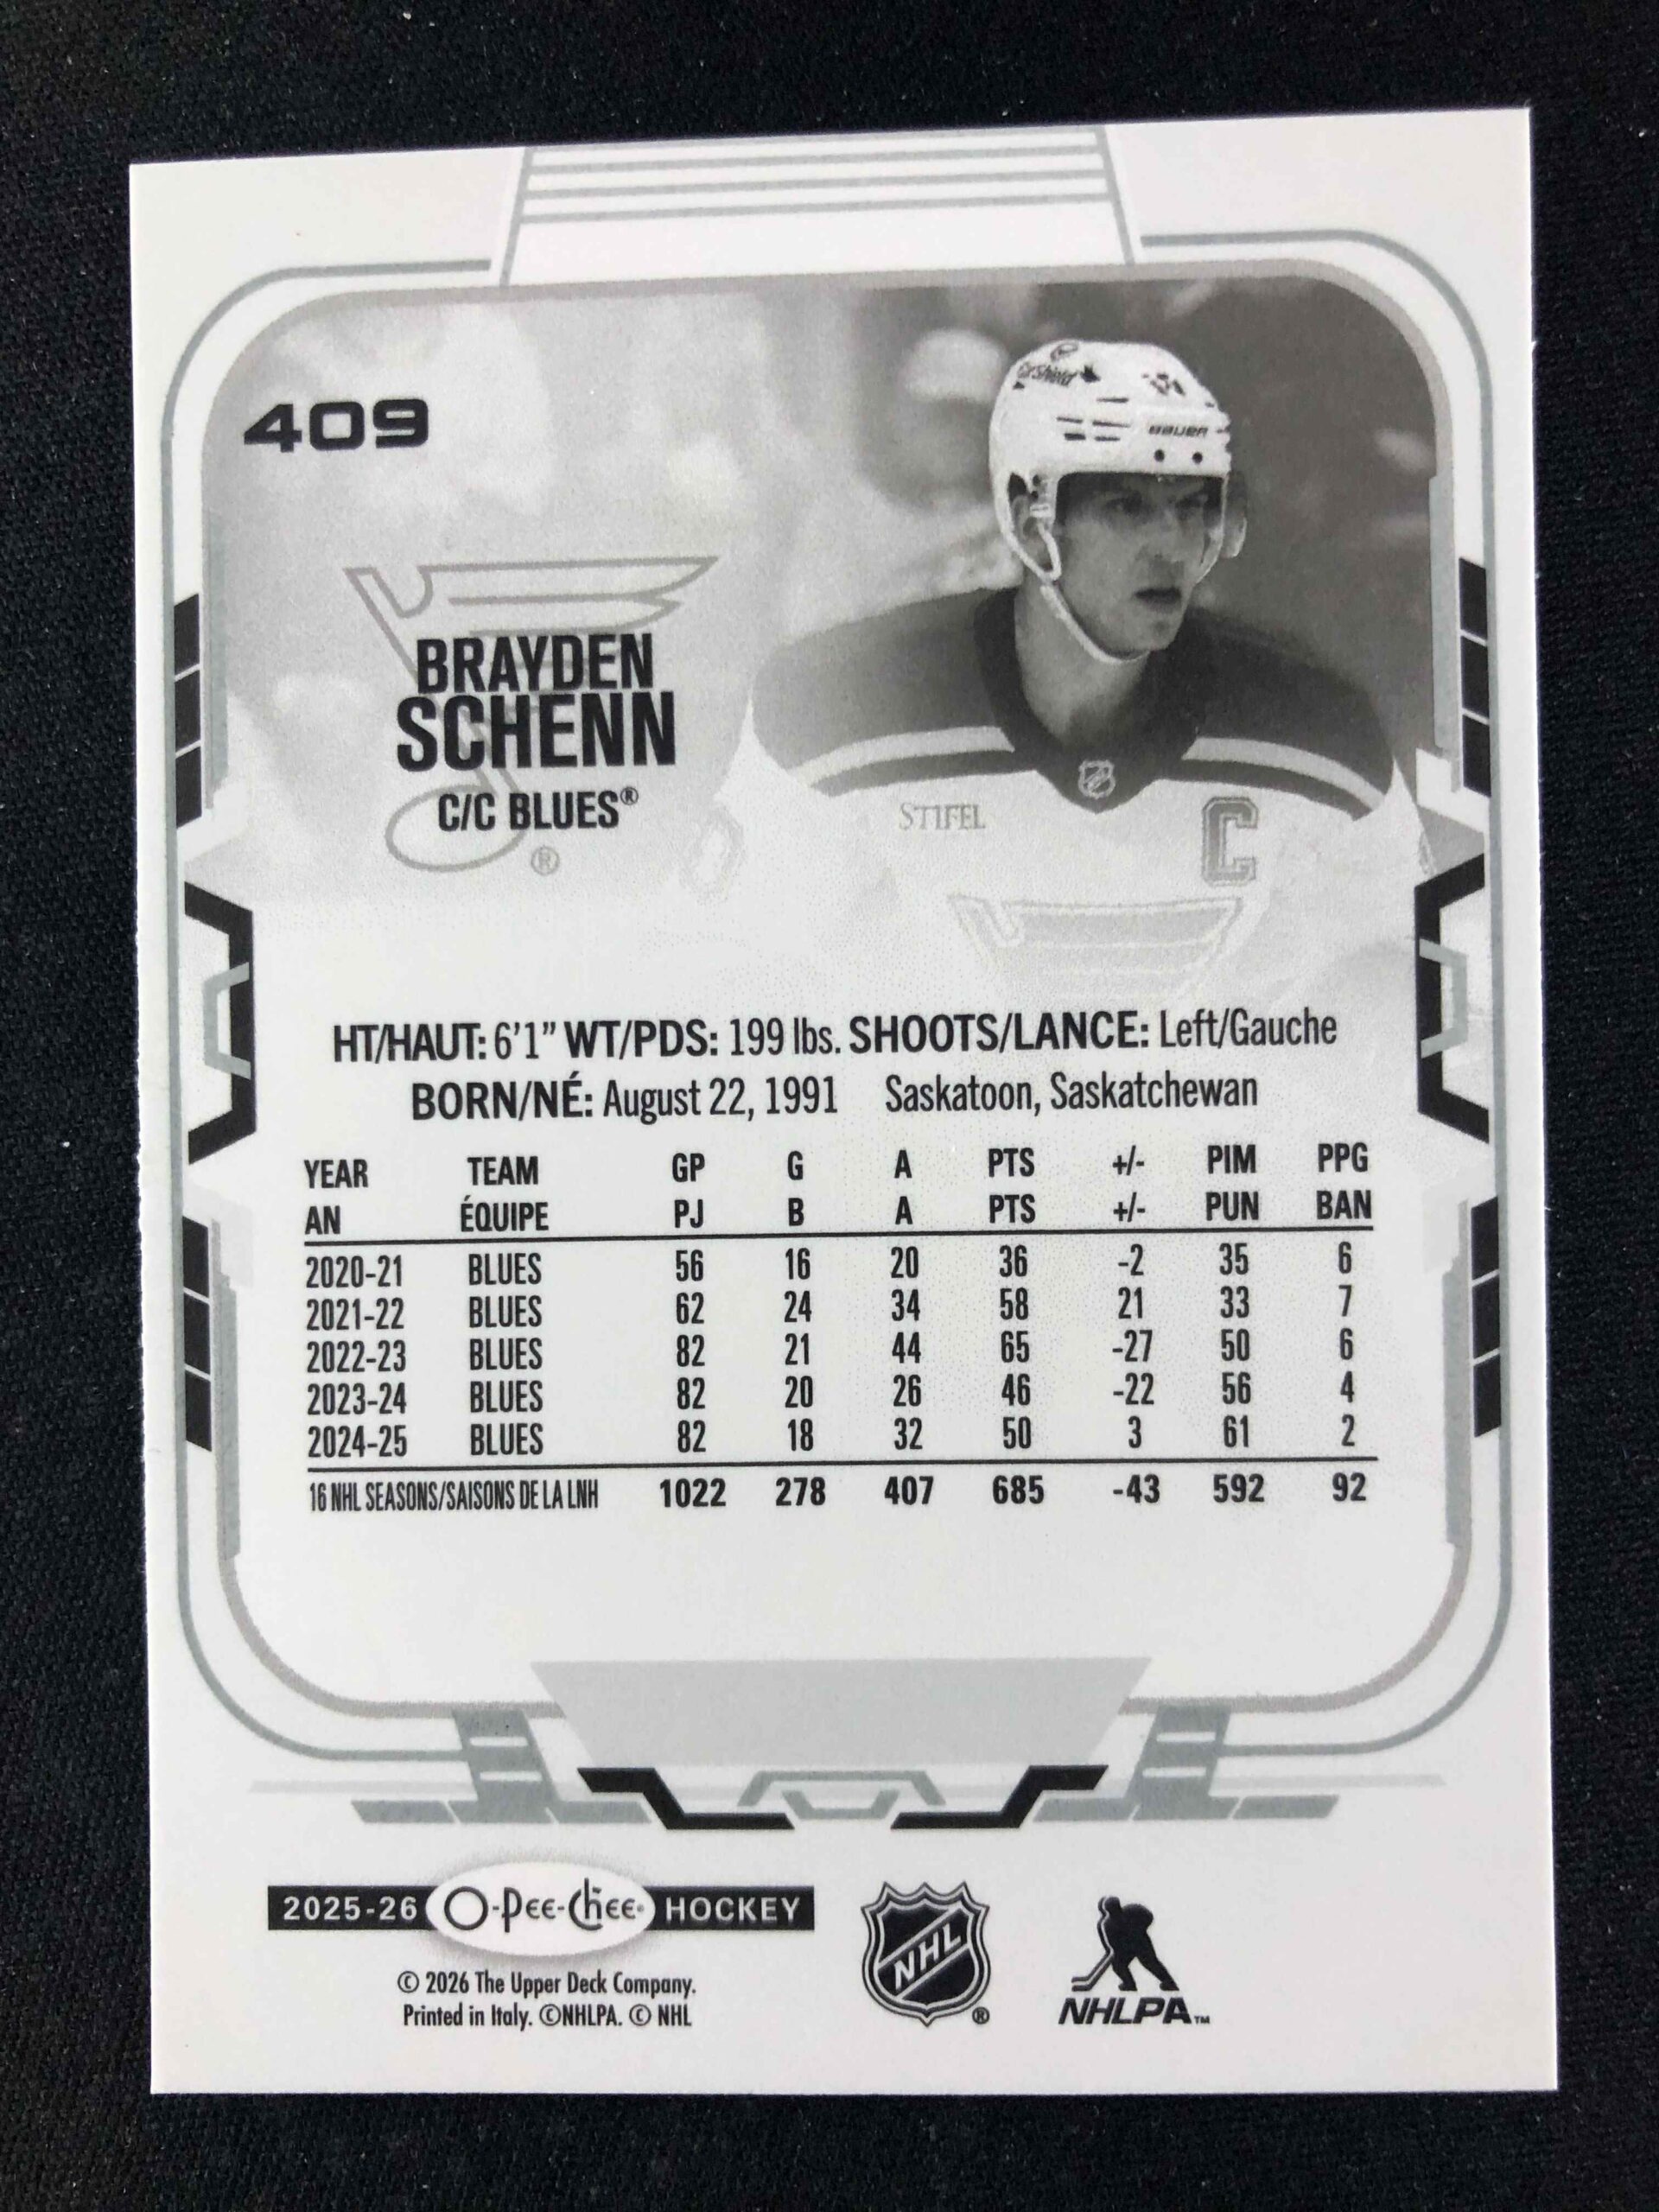 409
BAUER
BRAYDEN
SCHENN
C/C BLUES®
®
STIFEL
C
HT/HAUT: 6'1" WT/PDS: 199 lbs. SHOOTS/LANCE: Left/Gauche
BORN/NÉ: August 22, 1991 Saskatoon, Saskatchewan
YEAR TEAM GP G A PTS +/- PIM PPG
AN ÉQUIPE PJ B A PTS +/- PUN BAN
2020-21 BLUES 56 16 20 36 -2 35 6
2021-22 BLUES 62 24 34 58 21 33 7
2022-23 BLUES 82 21 44 65 -27 50 6
2023-24 BLUES 82 20 26 46 -22 56 4
2024-25 BLUES 82 18 32 50 3 61 2
16 NHL SEASONS/SAISONS DE LA LNH 1022 278 407 685 -43 592 92
2025-26 O-Pee-Chee® HOCKEY
© 2026 The Upper Deck Company.
Printed in Italy. ©NHLPA. © NHL
NHL ®
NHLPA™